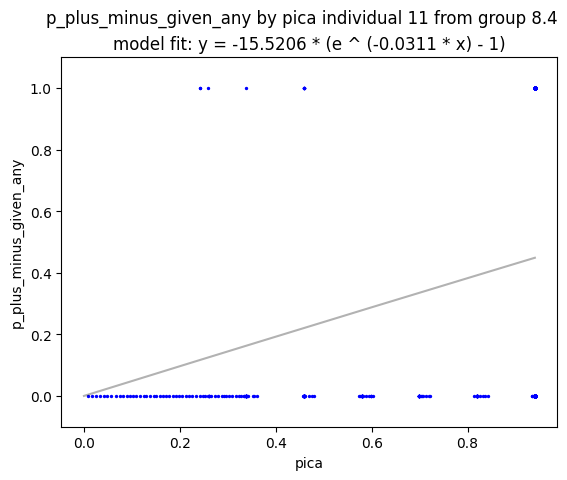 p_plus_minus_given_any by pica individual 11 from group 8.4
model fit: y = -15.5206 * (e ^ (-0.0311 * x) - 1)
1.0
0.8
0.6
0.4
0.2
0.0
p_plus_minus_given_any
0.0 0.2 0.4 0.6 0.8
pica